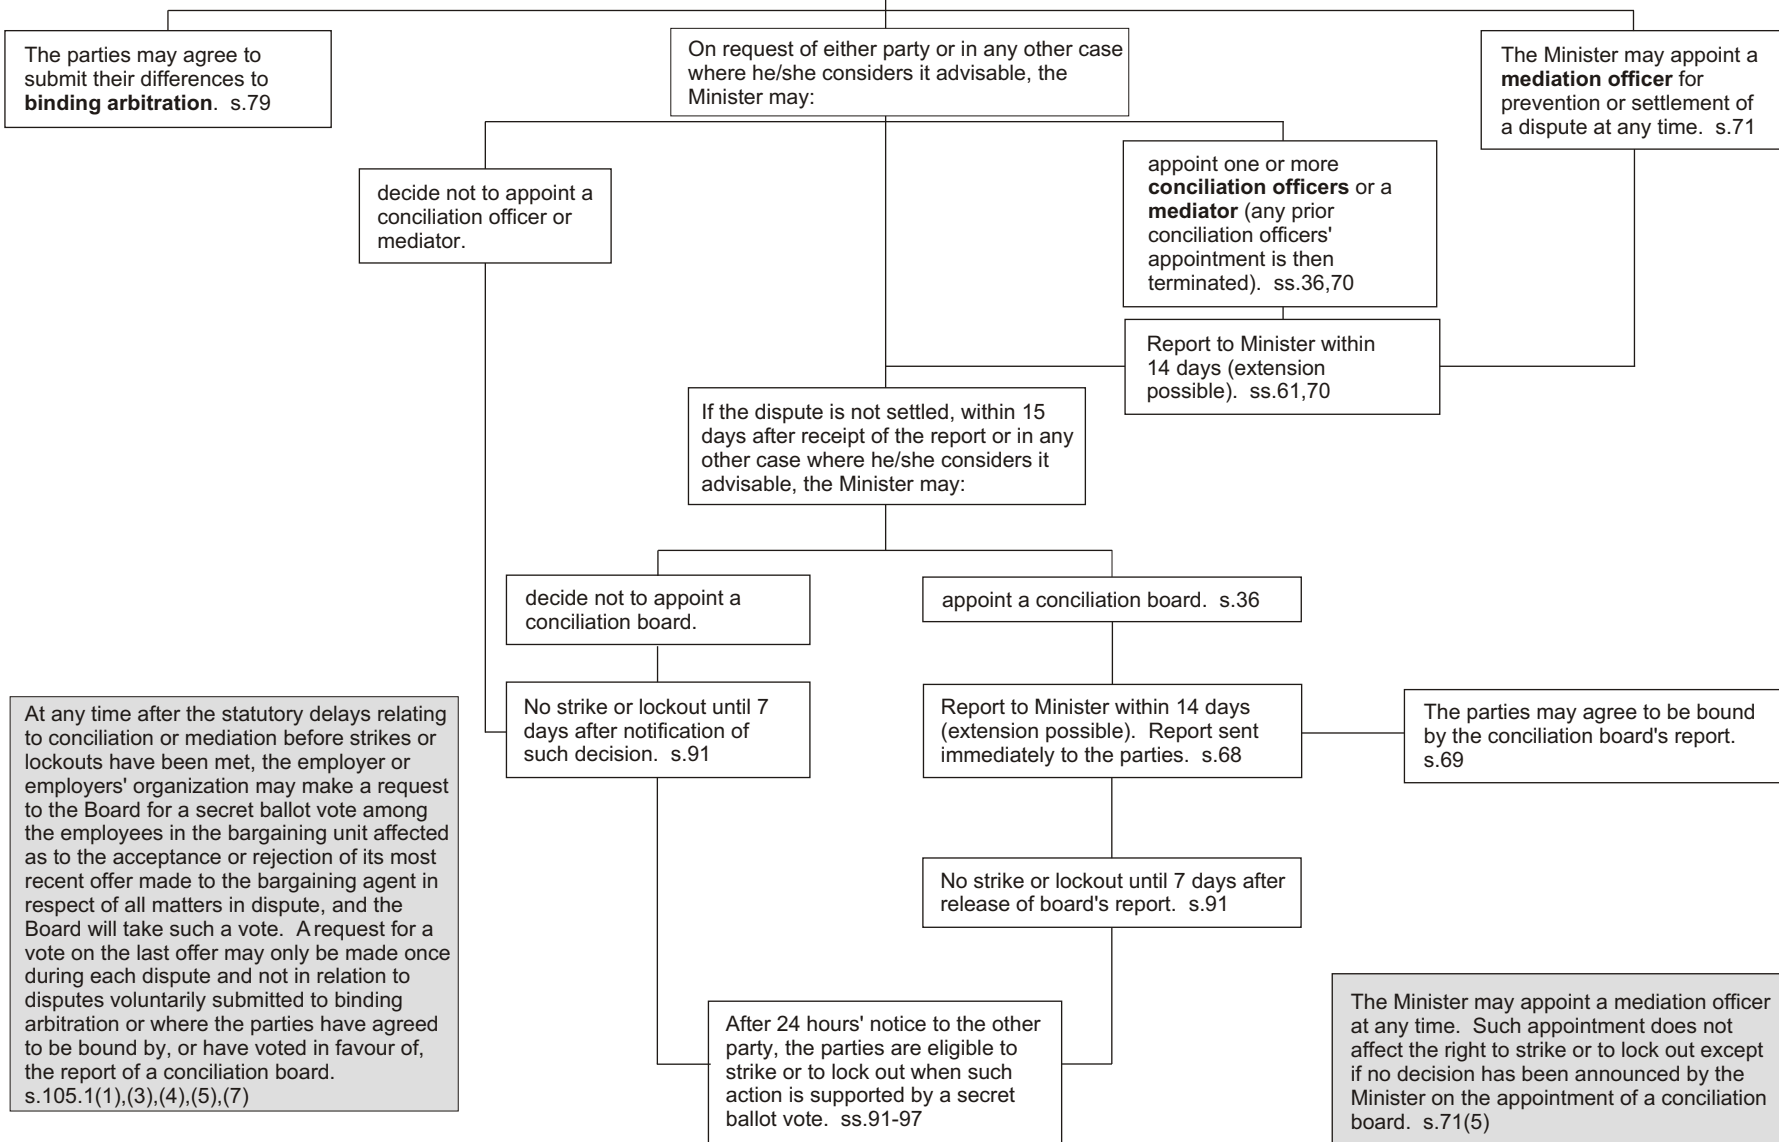 The parties may agree to
submit their differences to
binding arbitration.  s.79
On request of either party or in any other case
where he/she considers it advisable, the
Minister may:
The Minister may appoint a
mediation officer for
prevention or settlement of
a dispute at any time.  s.71
decide not to appoint a
conciliation officer or
mediator.
appoint one or more
conciliation officers or a
mediator (any prior
conciliation officers'
appointment is then
terminated).  ss.36,70
Report to Minister within
14 days (extension
possible).  ss.61,70
If the dispute is not settled, within 15
days after receipt of the report or in any
other case where he/she considers it
advisable, the Minister may:
decide not to appoint a
conciliation board.
appoint a conciliation board.  s.36
No strike or lockout until 7
days after notification of
such decision.  s.91
Report to Minister within 14 days
(extension possible).  Report sent
immediately to the parties.  s.68
The parties may agree to be bound
by the conciliation board's report.
s.69
At any time after the statutory delays relating
to conciliation or mediation before strikes or
lockouts have been met, the employer or
employers' organization may make a request
to the Board for a secret ballot vote among
the employees in the bargaining unit affected
as to the acceptance or rejection of its most
recent offer made to the bargaining agent in
respect of all matters in dispute, and the
Board will take such a vote.  A request for a
vote on the last offer may only be made once
during each dispute and not in relation to
disputes voluntarily submitted to binding
arbitration or where the parties have agreed
to be bound by, or have voted in favour of,
the report of a conciliation board.
s.105.1(1),(3),(4),(5),(7)
No strike or lockout until 7 days after
release of board's report.  s.91
After 24 hours' notice to the other
party, the parties are eligible to
strike or to lock out when such
action is supported by a secret
ballot vote.  ss.91-97
The Minister may appoint a mediation officer
at any time.  Such appointment does not
affect the right to strike or to lock out except
if no decision has been announced by the
Minister on the appointment of a conciliation
board.  s.71(5)